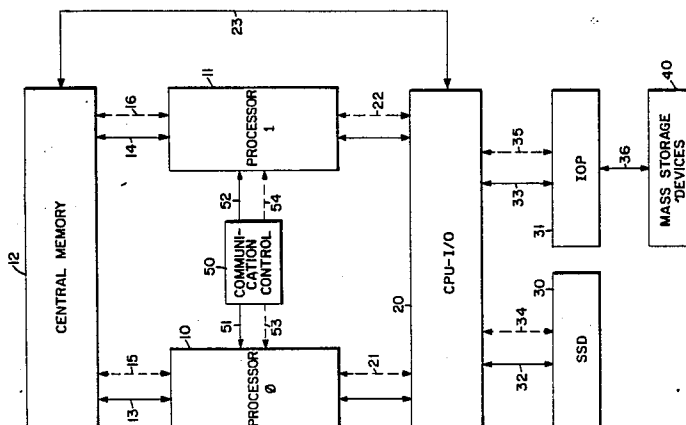 23
12
CENTRAL MEMORY
13
15
14
16
10
PROCESSOR
0
11
PROCESSOR
1
50
COMMUNI-
CATION
CONTROL
51
53
52
54
21
22
20
CPU-I/O
32
34
33
35
30
SSD
31
IOP
36
40
MASS STORAGE
DEVICES